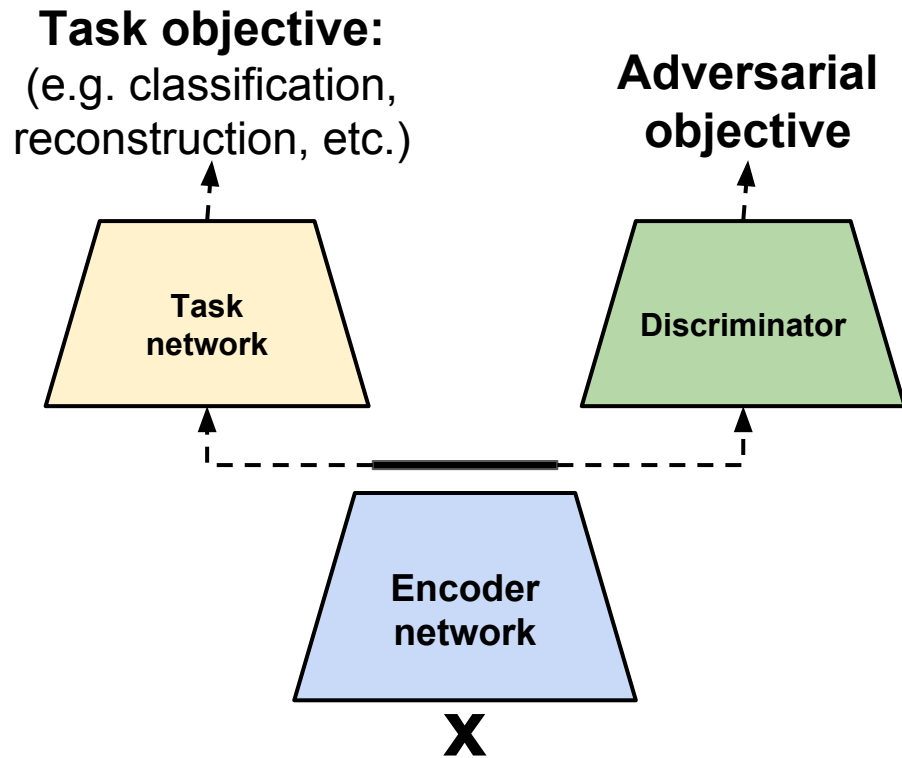 Task objective:
(e.g. classification,
reconstruction, etc.)
Adversarial
objective
Task
network
Discriminator
Encoder
network
x